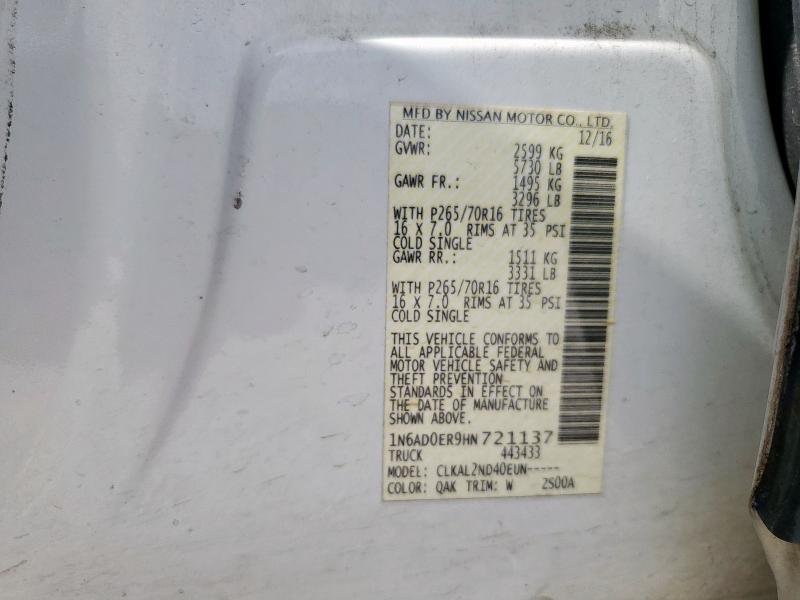 MFD BY NISSAN MOTOR CO., LTD.
DATE: 12/16
GVWR: 2599 KG
5730 LB
GAWR FR.: 1495 KG
3296 LB
WITH P265/70R16 TIRES
16 X 7.0 RIMS AT 35 PSI
COLD SINGLE
GAWR RR.: 1511 KG
3331 LB
WITH P265/70R16 TIRES
16 X 7.0 RIMS AT 35 PSI
COLD SINGLE
THIS VEHICLE CONFORMS TO
ALL APPLICABLE FEDERAL
MOTOR VEHICLE SAFETY AND
THEFT PREVENTION
STANDARDS IN EFFECT ON
THE DATE OF MANUFACTURE
SHOWN ABOVE.
1N6AD0ER9HN721137
TRUCK 443433
MODEL: CLKAL2ND40EUN-----
COLOR: QAK TRIM: W 2S00A